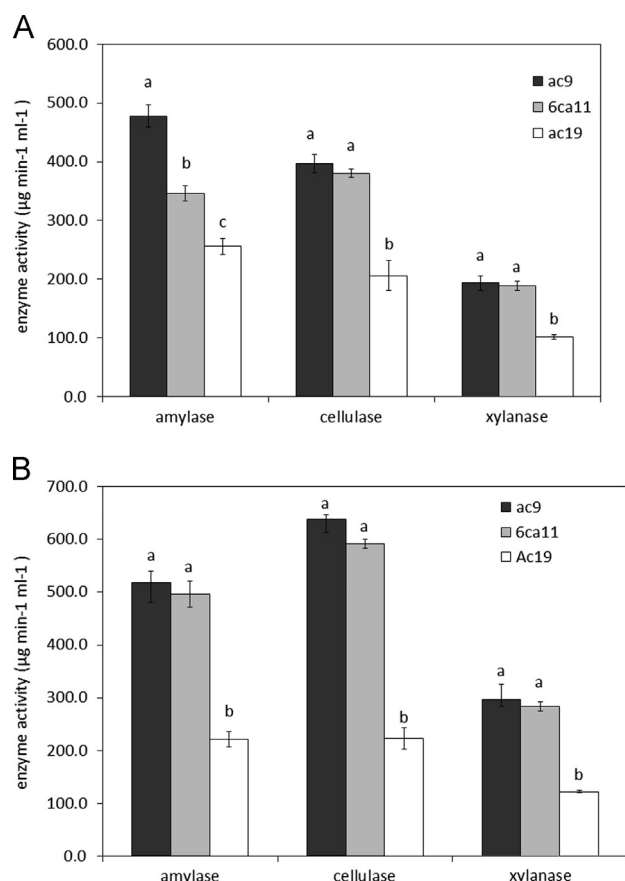 A
600.0
500.0
400.0
300.0
200.0
100.0
0.0
enzyme activity (µg min-1 ml-1 )
a
b
c
a
a
b
a
a
b
ac9
6ca11
ac19
amylase cellulase xylanase
B
700.0
600.0
500.0
400.0
300.0
200.0
100.0
0.0
enzyme activity (µg min-1 ml-1 )
a
a
b
a
a
b
a
a
b
ac9
6ca11
Ac19
amylase cellulase xylanase